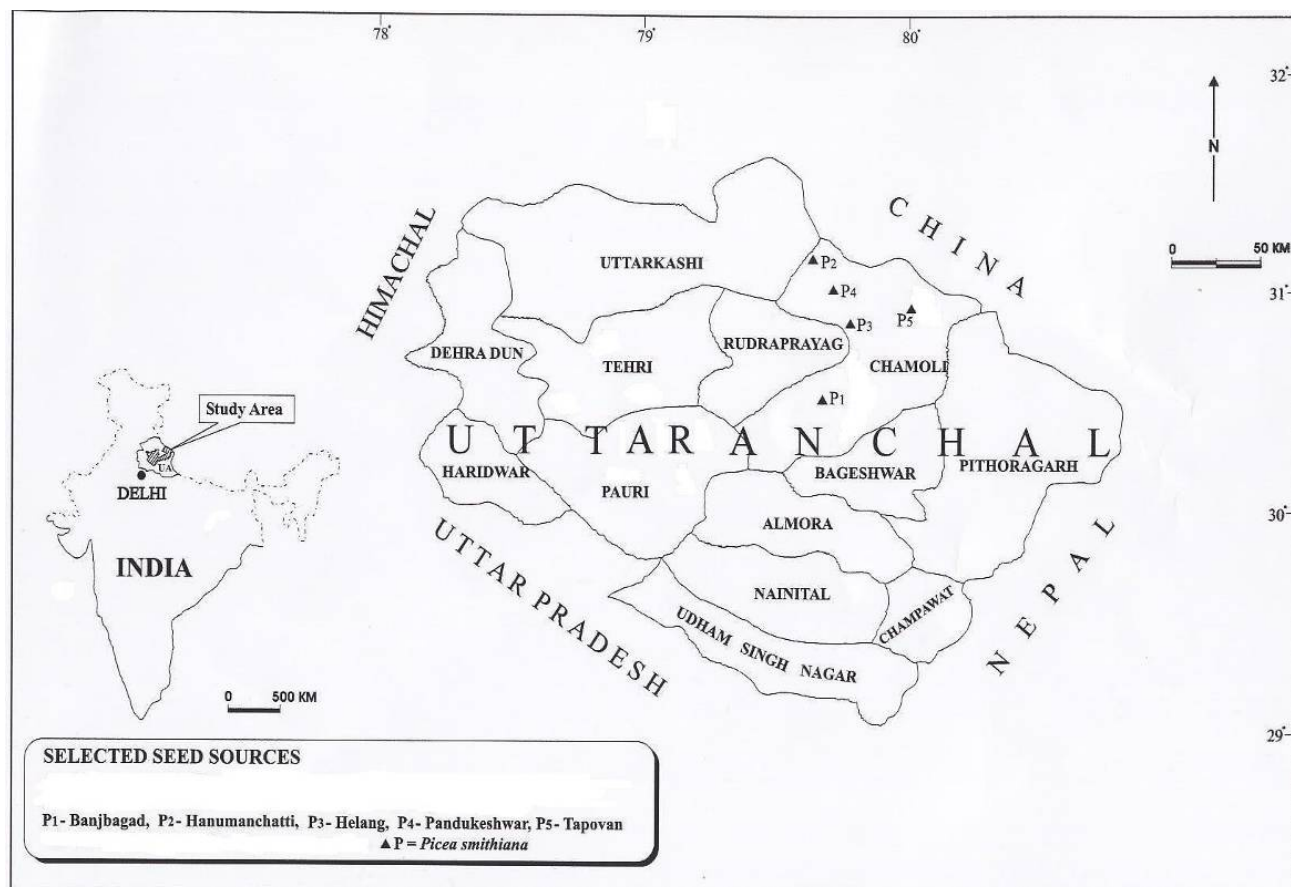 78°
79°
80°
32°
N
CHINA
0 50 KM
HIMACHAL
UTTARKASHI
P2
P4
31°
P3
P5
DEHRA DUN
RUDRAPRAYAG
TEHRI
CHAMOLI
P1
Study Area
UTTARANCHAL
UA
HARIDWAR
BAGESHWAR
PITHORAGARH
DELHI
PAURI
30°
ALMORA
UTTAR PRADESH
INDIA
NAINITAL
CHAMPAWAT
NEPAL
UDHAM SINGH NAGAR
0 500 KM
29°
SELECTED SEED SOURCES
P1- Banjbagad, P2- Hanumanchatti, P3- Helang, P4- Pandukeshwar, P5- Tapovan
▲P = Picea smithiana